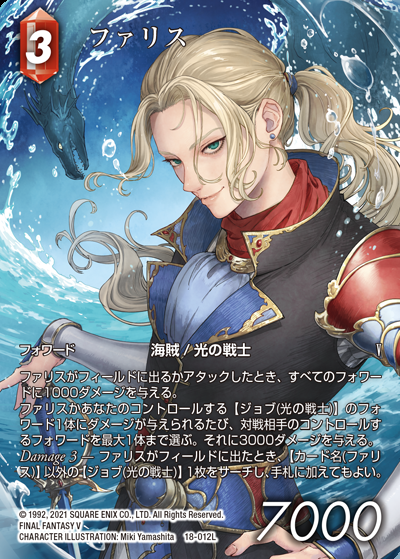 3
ファリス
フォワード 海賊 / 光の戦士 V
ファリスがフィールドに出るかアタックしたとき、すべてのフォワー
ドに1000ダメージを与える。
ファリスかあなたのコントロールする【ジョブ(光の戦士)】のフォ
ワード1体にダメージが与えられるたび、対戦相手のコントロールす
るフォワードを最大1体まで選ぶ。それに3000ダメージを与える。
Damage 3 — ファリスがフィールドに出たとき、【カード名(ファリ
ス)】以外の【ジョブ(光の戦士)】1枚をサーチし、手札に加えてもよい。
© 1992, 2021 SQUARE ENIX CO., LTD. All Rights Reserved.
FINAL FANTASY V
CHARACTER ILLUSTRATION: Miki Yamashita 18-012L
7000